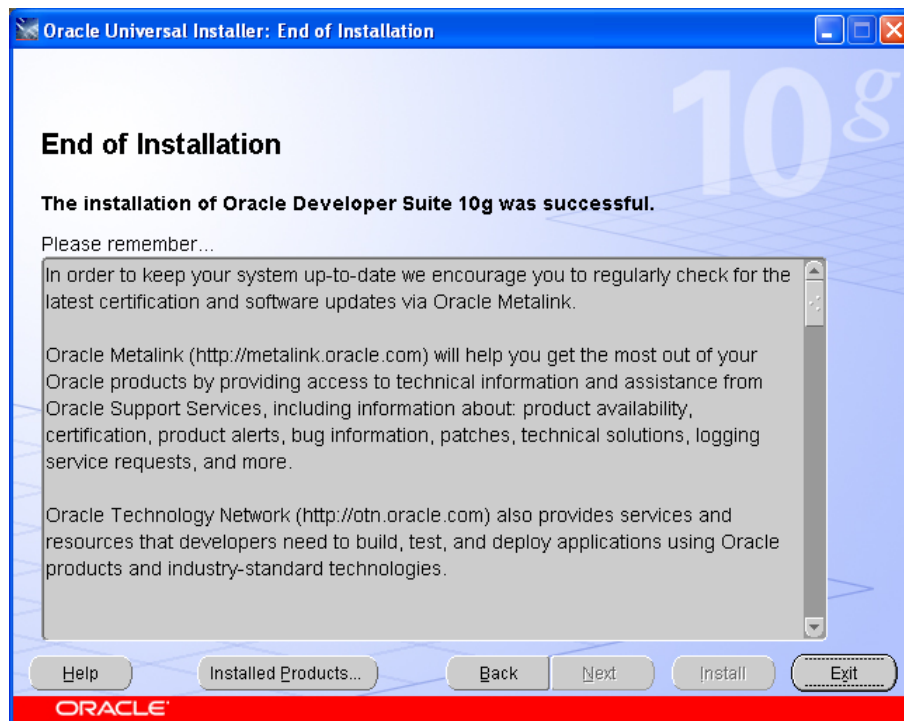 Oracle Universal Installer: End of Installation
10g
End of Installation
The installation of Oracle Developer Suite 10g was successful.
Please remember...
In order to keep your system up-to-date we encourage you to regularly check for the
latest certification and software updates via Oracle Metalink.
Oracle Metalink (http://metalink.oracle.com) will help you get the most out of your
Oracle products by providing access to technical information and assistance from
Oracle Support Services, including information about: product availability,
certification, product alerts, bug information, patches, technical solutions, logging
service requests, and more.
Oracle Technology Network (http://otn.oracle.com) also provides services and
resources that developers need to build, test, and deploy applications using Oracle
products and industry-standard technologies.
Help Installed Products... Back Next Install Exit
ORACLE